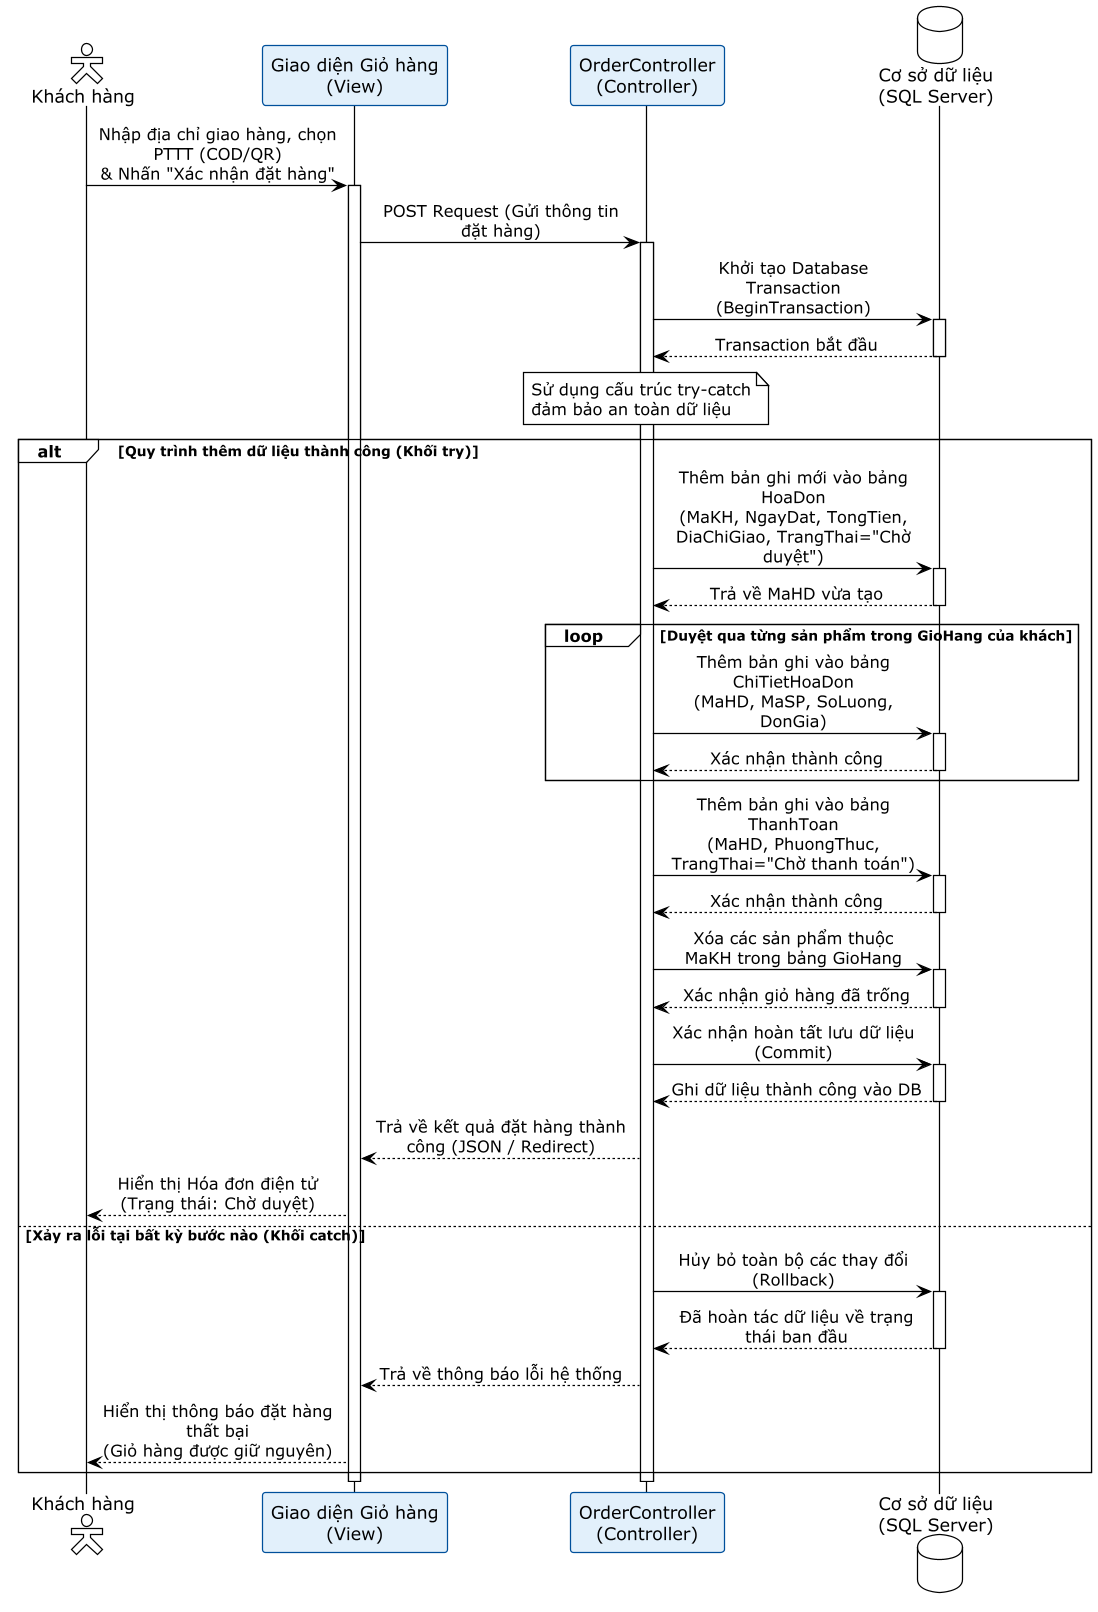 Khách hàng
Giao diện Giỏ hàng
(View)
OrderController
(Controller)
Cơ sở dữ liệu
(SQL Server)
Nhập địa chỉ giao hàng, chọn
PTTT (COD/QR)
& Nhấn "Xác nhận đặt hàng"
POST Request (Gửi thông tin
đặt hàng)
Khởi tạo Database
Transaction
(BeginTransaction)
Transaction bắt đầu
Sử dụng cấu trúc try-catch
đảm bảo an toàn dữ liệu
alt
[Quy trình thêm dữ liệu thành công (Khối try)]
Thêm bản ghi mới vào bảng
HoaDon
(MaKH, NgayDat, TongTien,
DiaChiGiao, TrangThai="Chờ
duyệt")
Trả về MaHD vừa tạo
loop
[Duyệt qua từng sản phẩm trong GioHang của khách]
Thêm bản ghi vào bảng
ChiTietHoaDon
(MaHD, MaSP, SoLuong,
DonGia)
Xác nhận thành công
Thêm bản ghi vào bảng
ThanhToan
(MaHD, PhuongThuc,
TrangThai="Chờ thanh toán")
Xác nhận thành công
Xóa các sản phẩm thuộc
MaKH trong bảng GioHang
Xác nhận giỏ hàng đã trống
Xác nhận hoàn tất lưu dữ liệu
(Commit)
Ghi dữ liệu thành công vào DB
Trả về kết quả đặt hàng thành
công (JSON / Redirect)
Hiển thị Hóa đơn điện tử
(Trạng thái: Chờ duyệt)
[Xảy ra lỗi tại bất kỳ bước nào (Khối catch)]
Hủy bỏ toàn bộ các thay đổi
(Rollback)
Đã hoàn tác dữ liệu về trạng
thái ban đầu
Trả về thông báo lỗi hệ thống
Hiển thị thông báo đặt hàng
thất bại
(Giỏ hàng được giữ nguyên)
Khách hàng
Giao diện Giỏ hàng
(View)
OrderController
(Controller)
Cơ sở dữ liệu
(SQL Server)